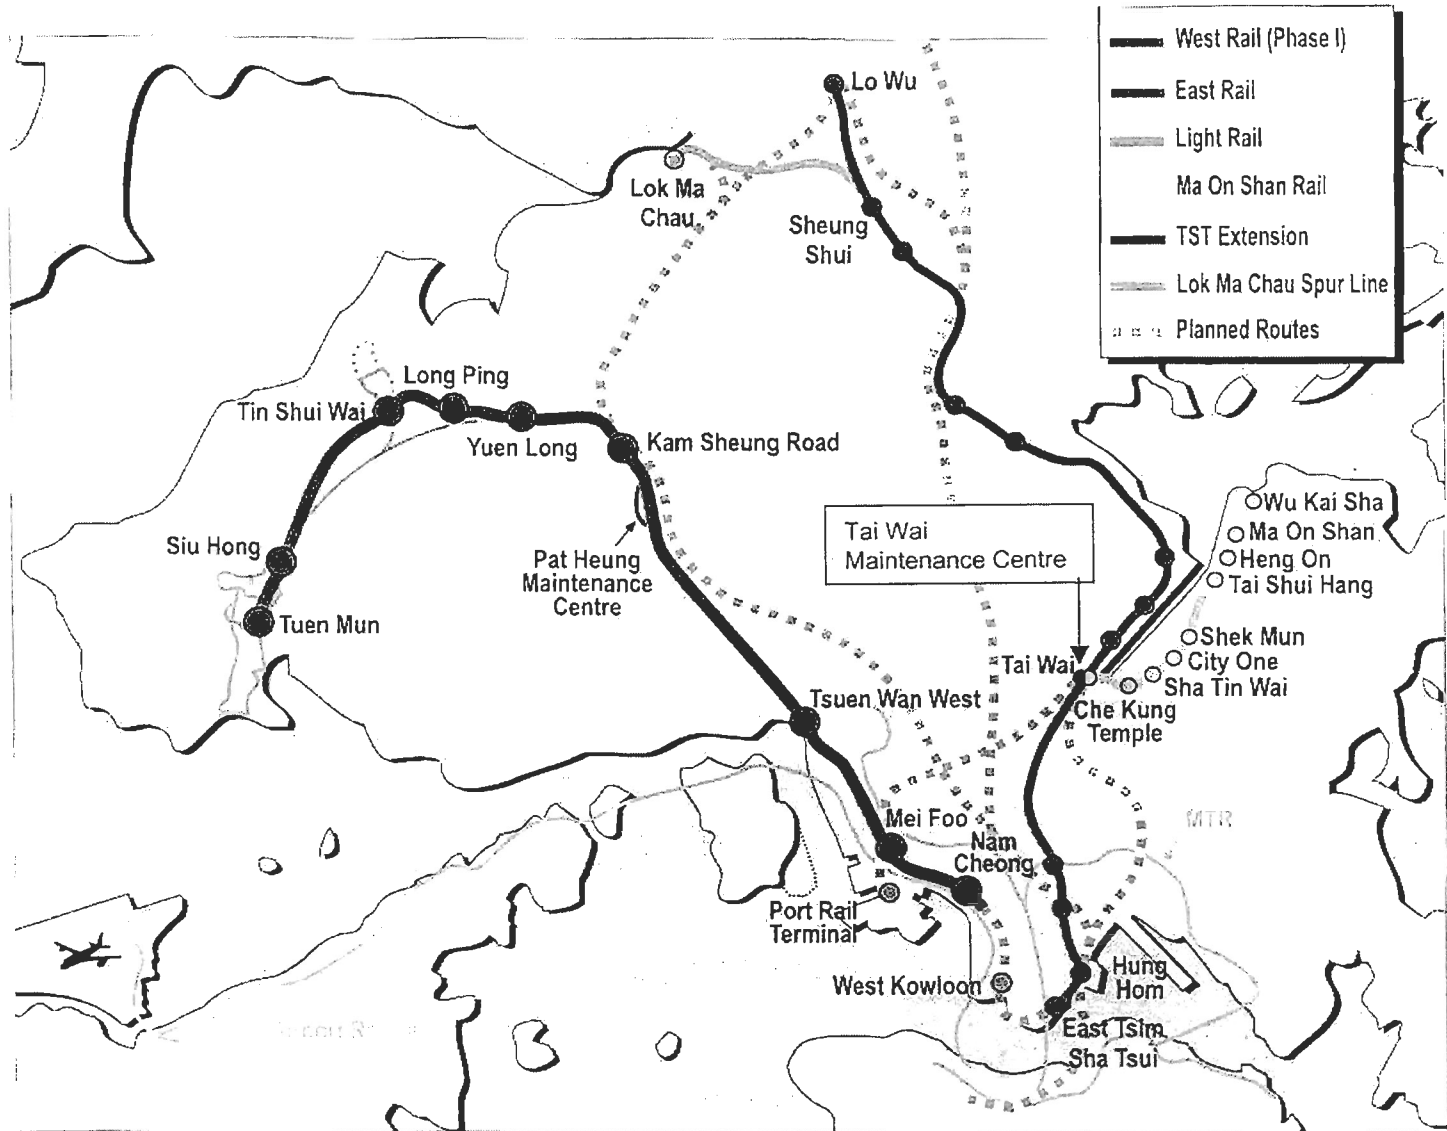 West Rail (Phase I)
East Rail
Light Rail
Ma On Shan Rail
TST Extension
Lok Ma Chau Spur Line
Planned Routes
Lo Wu
Lok Ma
Chau
Sheung
Shui
Long Ping
Tin Shui Wai
Yuen Long
Kam Sheung Road
Siu Hong
Tuen Mun
Pat Heung
Maintenance
Centre
Tai Wai
Maintenance Centre
Wu Kai Sha
Ma On Shan
Heng On
Tai Shui Hang
Shek Mun
City One
Sha Tin Wai
Tai Wai
Che Kung
Temple
Tsuen Wan West
Mei Foo
Nam
Cheong
MTR
Port Rail
Terminal
West Kowloon
Hung
Hom
East Tsim
Sha Tsui